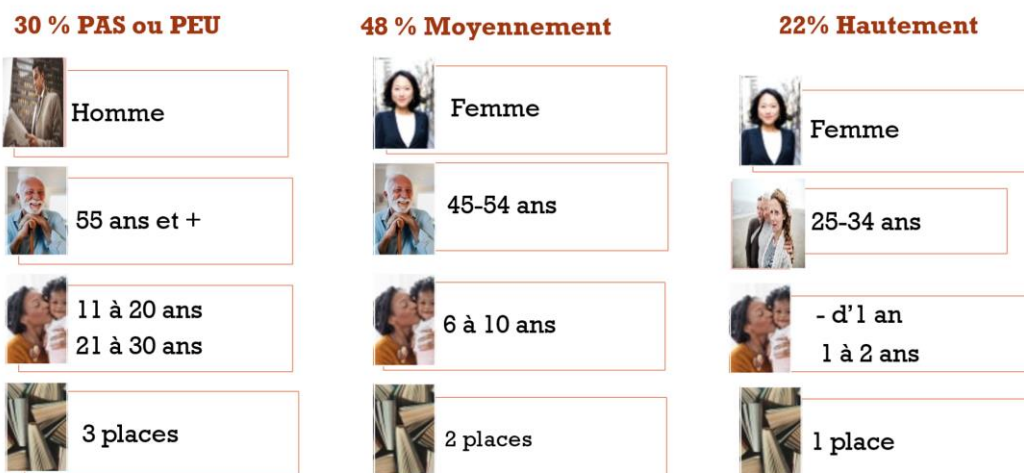 30 % PAS ou PEU
Homme
55 ans et +
11 à 20 ans
21 à 30 ans
3 places
48 % Moyennement
Femme
45-54 ans
6 à 10 ans
2 places
22% Hautement
Femme
25-34 ans
- d'1 an
1 à 2 ans
1 place